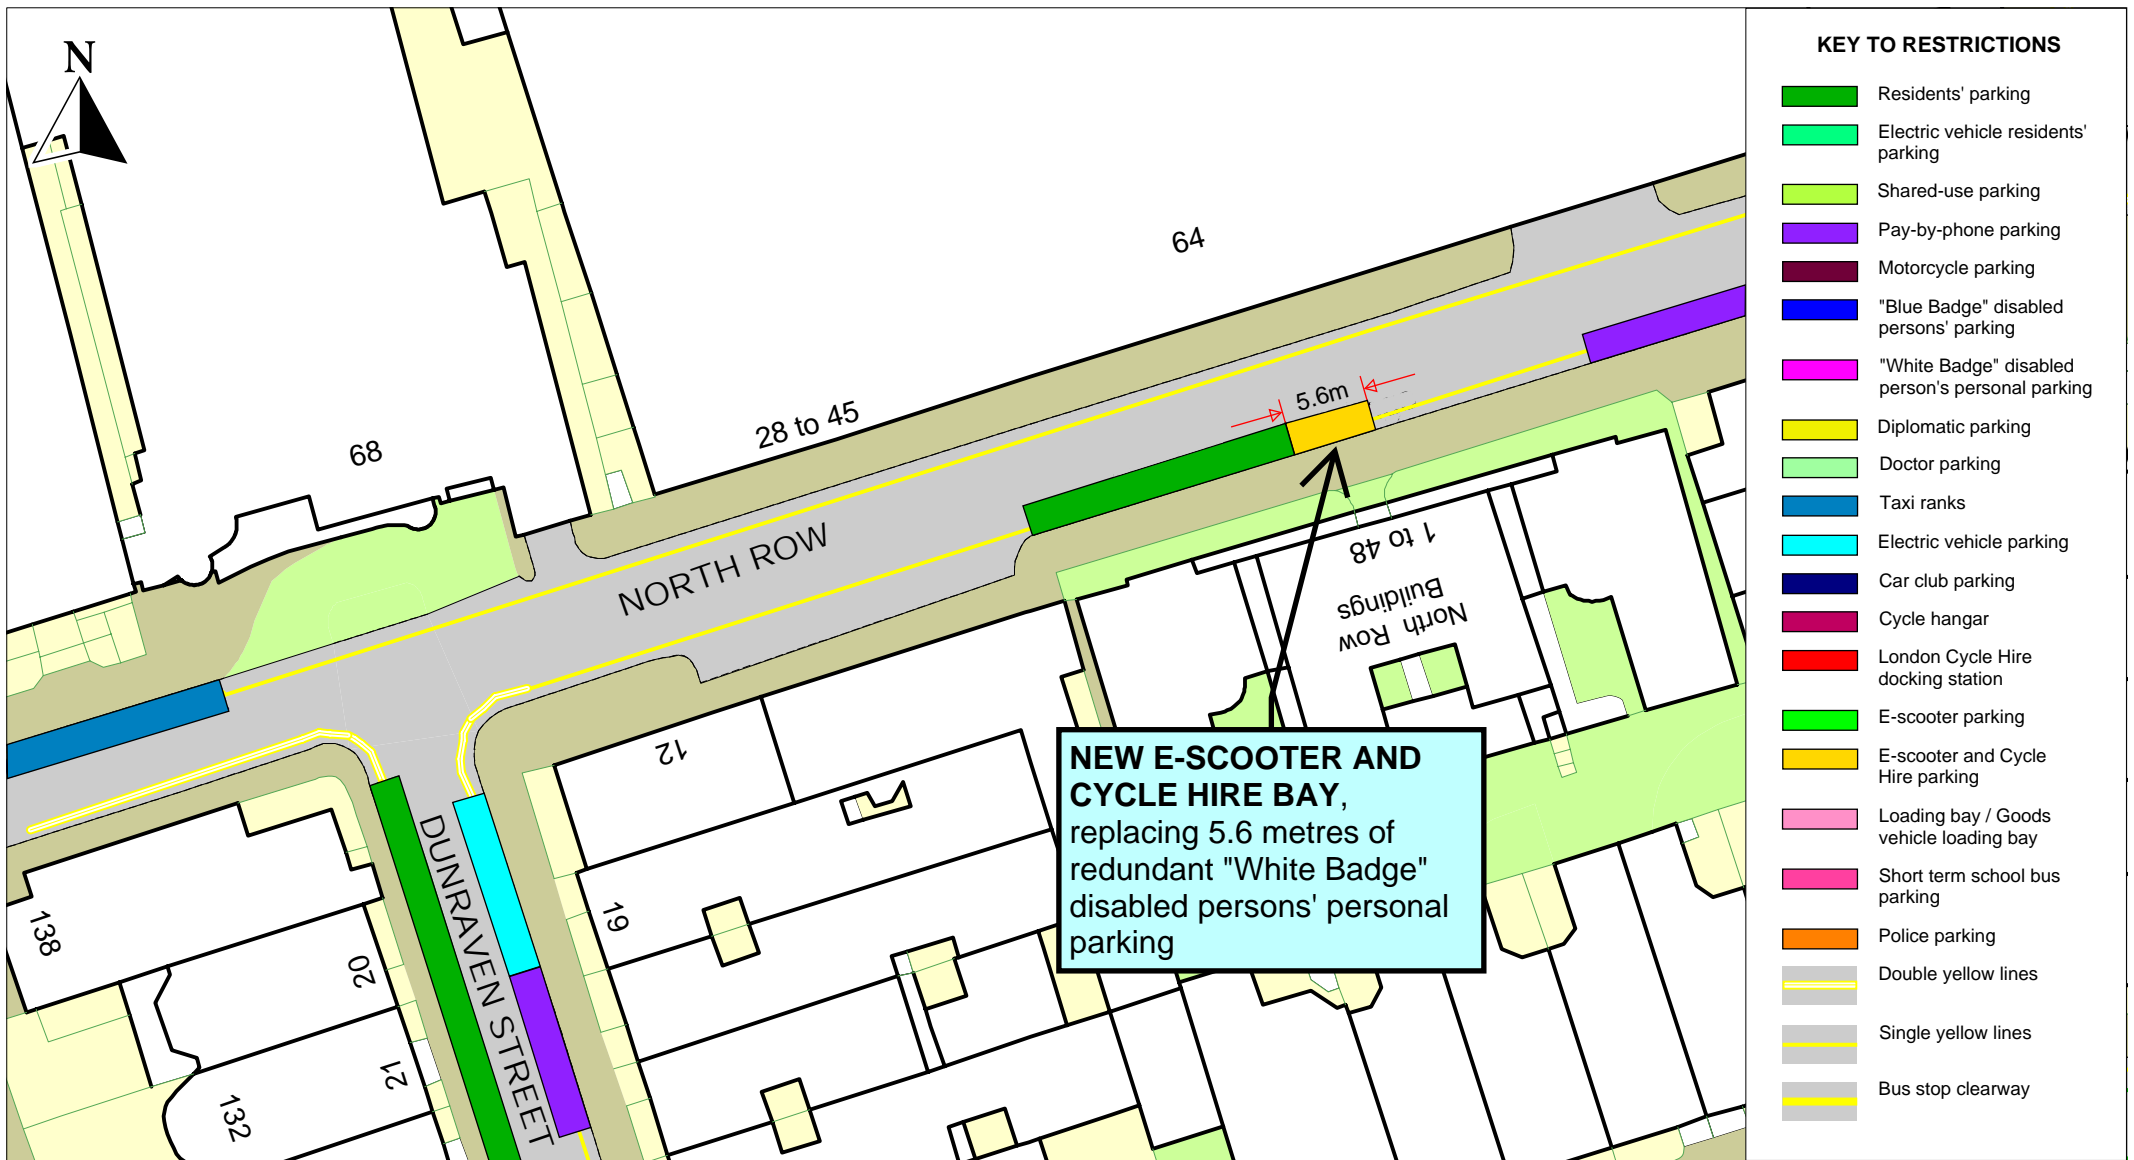 N
64
28 to 45
68
5.6m
NORTH ROW
1 to 48
North Row
Buildings
12
19
DUNRAVEN STREET
138
20
21
132
NEW E-SCOOTER AND
CYCLE HIRE BAY,
replacing 5.6 metres of
redundant "White Badge"
disabled persons' personal
parking
KEY TO RESTRICTIONS
Residents' parking
Electric vehicle residents'
parking
Shared-use parking
Pay-by-phone parking
Motorcycle parking
"Blue Badge" disabled
persons' parking
"White Badge" disabled
person's personal parking
Diplomatic parking
Doctor parking
Taxi ranks
Electric vehicle parking
Car club parking
Cycle hangar
London Cycle Hire
docking station
E-scooter parking
E-scooter and Cycle
Hire parking
Loading bay / Goods
vehicle loading bay
Short term school bus
parking
Police parking
Double yellow lines
Single yellow lines
Bus stop clearway